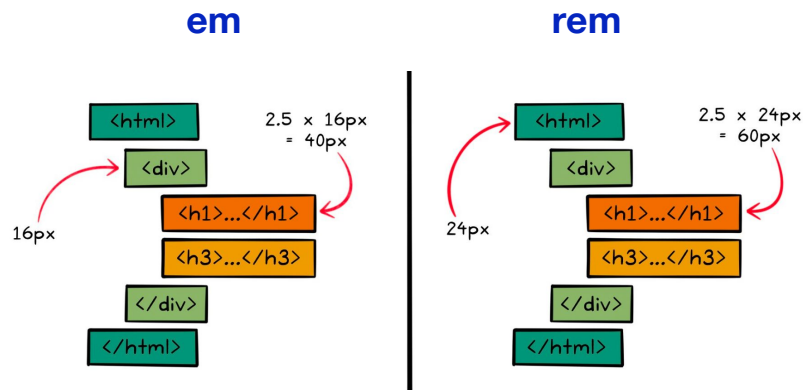 em
<html>
2.5 x 16px
= 40px
<div>
<h1>...</h1>
16px
<h3>...</h3>
</div>
</html>
rem
<html>
2.5 x 24px
= 60px
<div>
<h1>...</h1>
24px
<h3>...</h3>
</div>
</html>